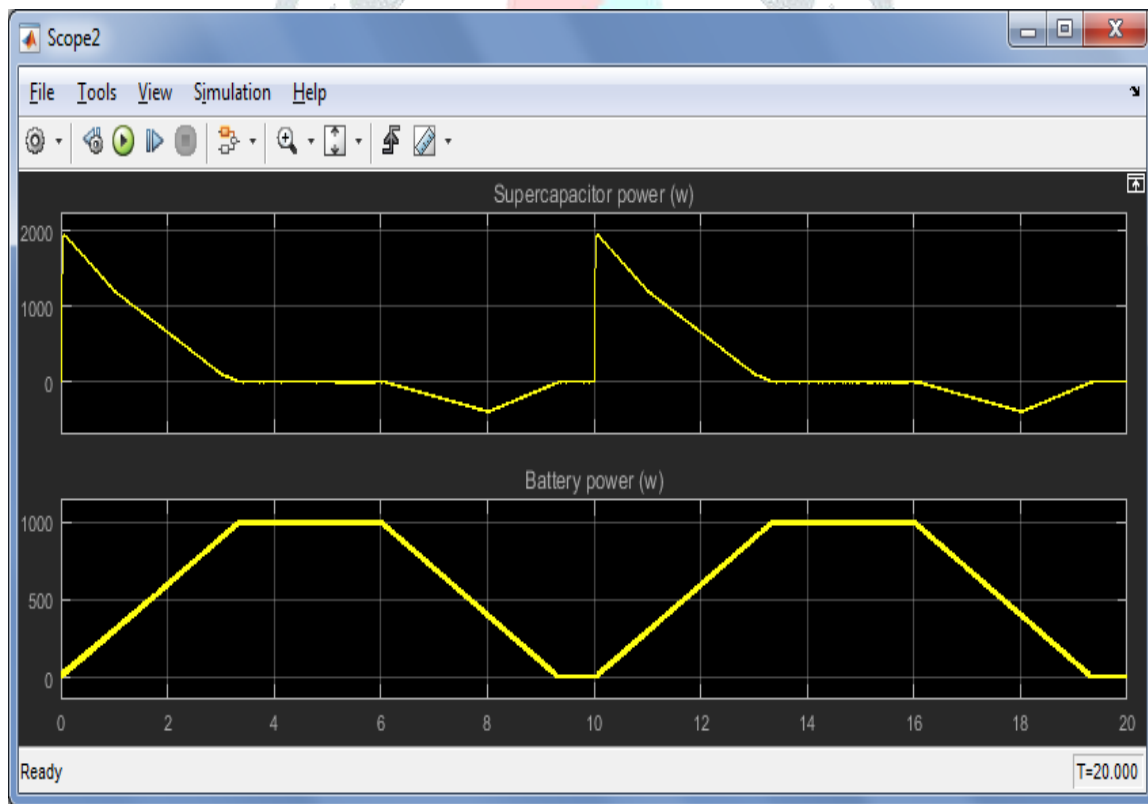 Scope2
File Tools View Simulation Help
Supercapacitor power (w)
2000
1000
0
Battery power (w)
1000
500
0
0 2 4 6 8 10 12 14 16 18 20
Ready T=20.000